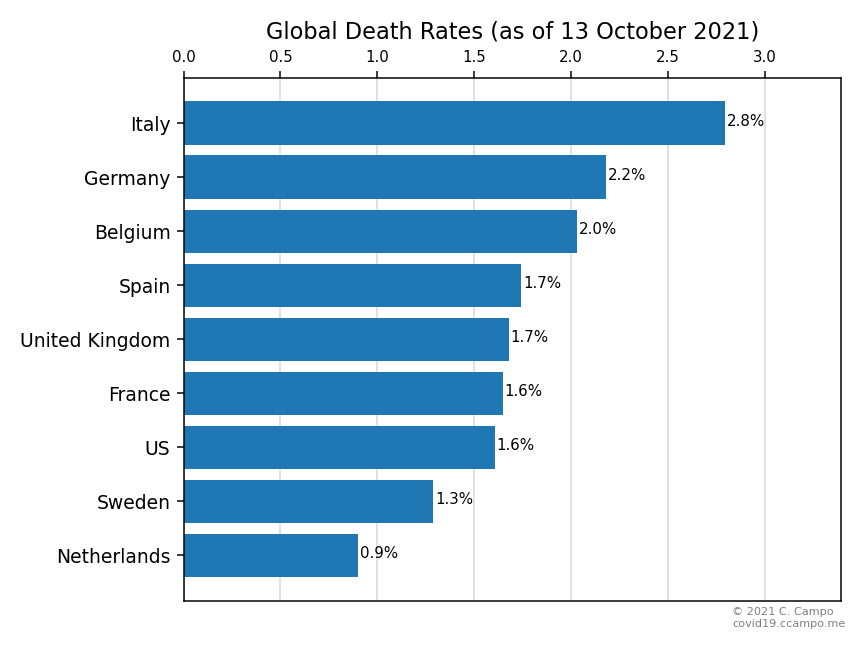 Global Death Rates (as of 13 October 2021)
0.0 0.5 1.0 1.5 2.0 2.5 3.0
Italy 2.8%
Germany 2.2%
Belgium 2.0%
Spain 1.7%
United Kingdom 1.7%
France 1.6%
US 1.6%
Sweden 1.3%
Netherlands 0.9%
© 2021 C. Campo
covid19.ccampo.me